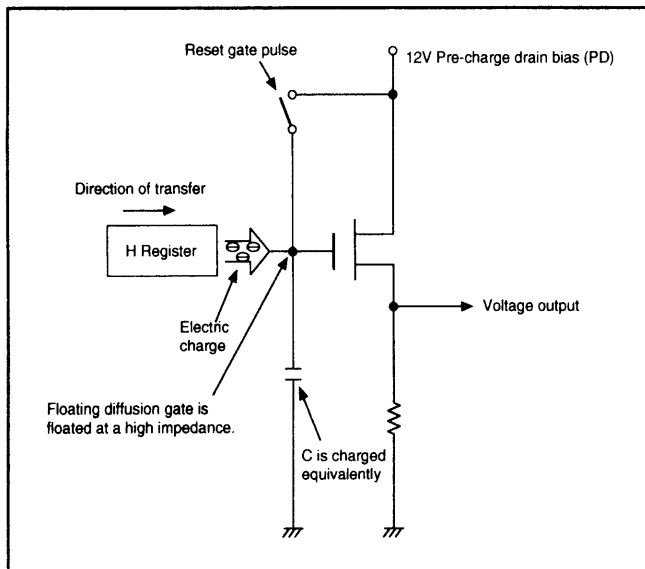 Reset gate pulse
12V Pre-charge drain bias (PD)
Direction of transfer
H Register
Electric
charge
Voltage output
Floating diffusion gate is
floated at a high impedance.
C is charged
equivalently